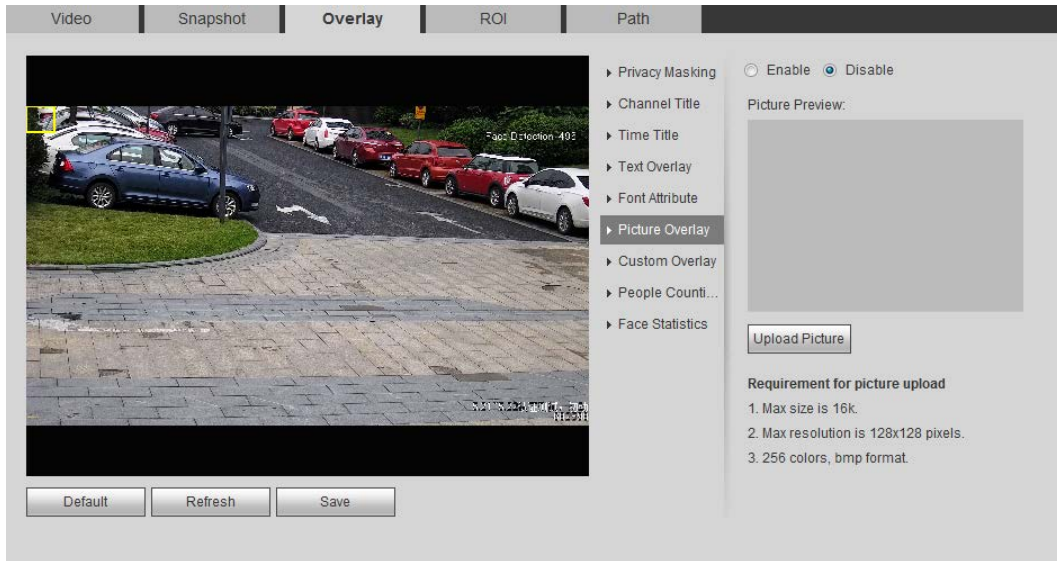 Video
Snapshot
Overlay
ROI
Path
Face Detection
Privacy Masking
Channel Title
Time Title
Text Overlay
Font Attribute
Picture Overlay
Custom Overlay
People Counti...
Face Statistics
Enable
Disable
Picture Preview:
Upload Picture
Requirement for picture upload
1. Max size is 16k.
2. Max resolution is 128x128 pixels.
3. 256 colors, bmp format.
Default
Refresh
Save